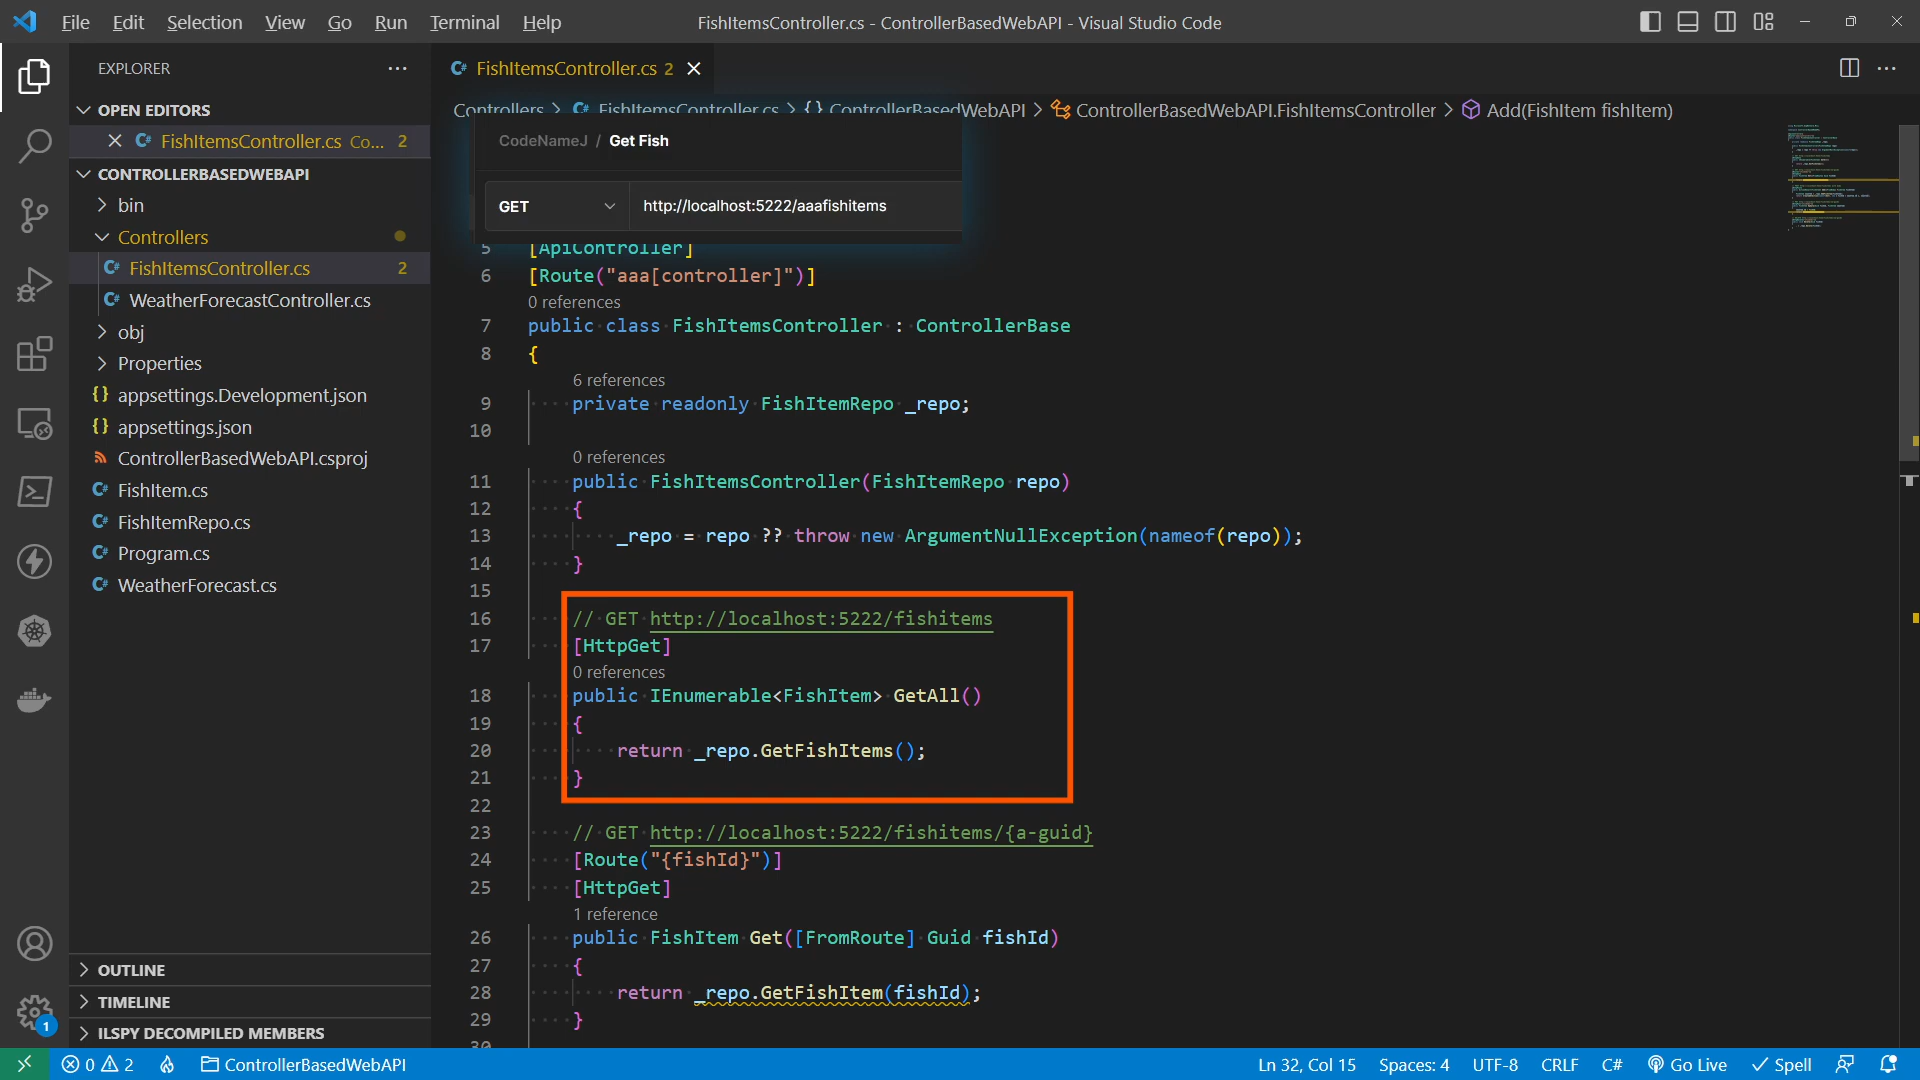 File Edit Selection View Go Run Terminal Help
FishItemsController.cs - ControllerBasedWebAPI - Visual Studio Code
EXPLORER
OPEN EDITORS
FishItemsController.cs Co... 2
CONTROLLERBASEDWEBAPI
bin
Controllers
FishItemsController.cs 2
WeatherForecastController.cs
obj
Properties
{} appsettings.Development.json
{} appsettings.json
ControllerBasedWebAPI.csproj
C# FishItem.cs
C# FishItemRepo.cs
C# Program.cs
C# WeatherForecast.cs
OUTLINE
TIMELINE
ILSPY DECOMPILED MEMBERS
C# FishItemsController.cs 2
Controllers > C# FishItemsController.cs > {} ControllerBasedWebAPI > ControllerBasedWebAPI.FishItemsController > Add(FishItem fishItem)
CodeNameJ / Get Fish
GET http://localhost:5222/aaafishitems
5 [ApiController]
6 [Route("aaa[controller]")]
0 references
7 public class FishItemsController : ControllerBase
8 {
6 references
9 private readonly FishItemRepo _repo;
10
0 references
11 public FishItemsController(FishItemRepo repo)
12 {
13 _repo = repo ?? throw new ArgumentNullException(nameof(repo));
14 }
15
16 // GET http://localhost:5222/fishitems
17 [HttpGet]
0 references
18 public IEnumerable<FishItem> GetAll()
19 {
20 return _repo.GetFishItems();
21 }
22
23 // GET http://localhost:5222/fishitems/{a-guid}
24 [Route("{fishId}")]
25 [HttpGet]
1 reference
26 public FishItem Get([FromRoute] Guid fishId)
27 {
28 return _repo.GetFishItem(fishId);
29 }
30
1
0 2 ControllerBasedWebAPI Ln 32, Col 15 Spaces: 4 UTF-8 CRLF C# Go Live Spell